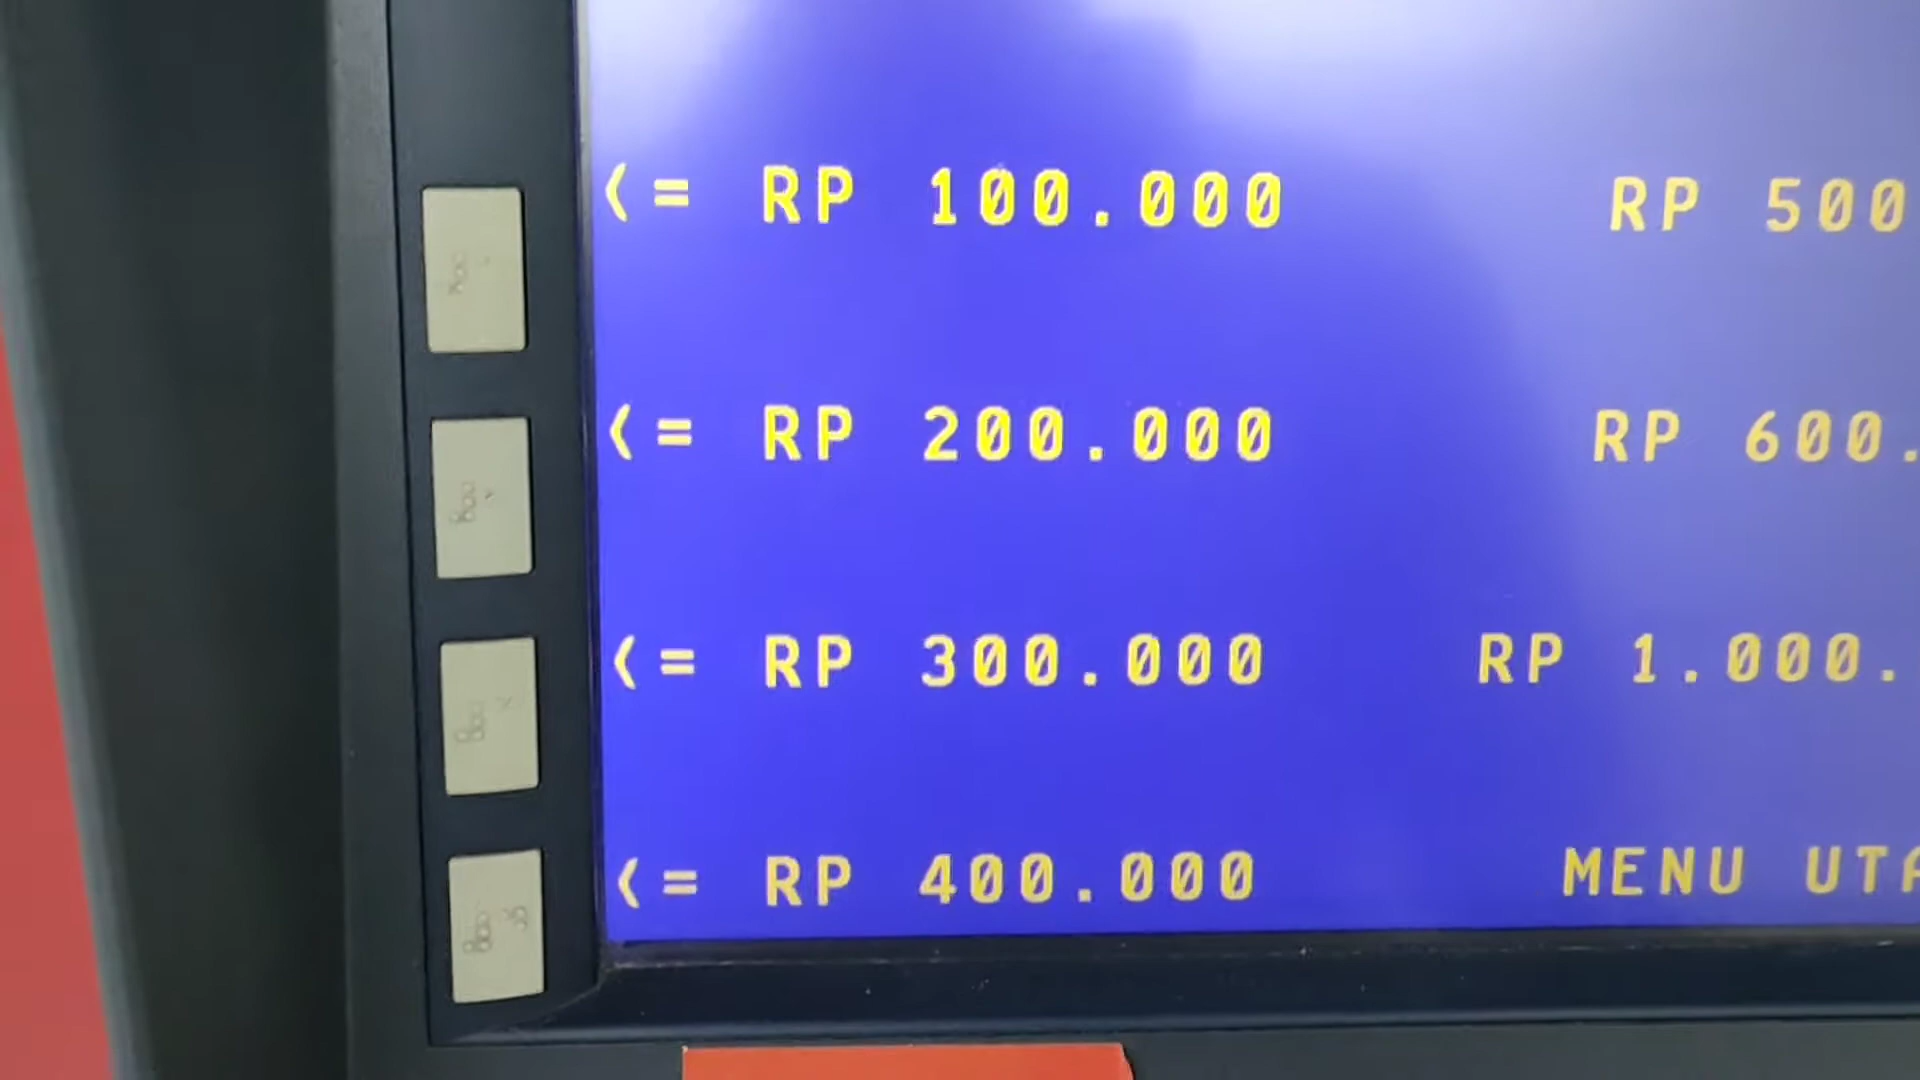 <= RP 100.000 RP 500
<= RP 200.000 RP 600.
<= RP 300.000 RP 1.000.
<= RP 400.000 MENU UTA